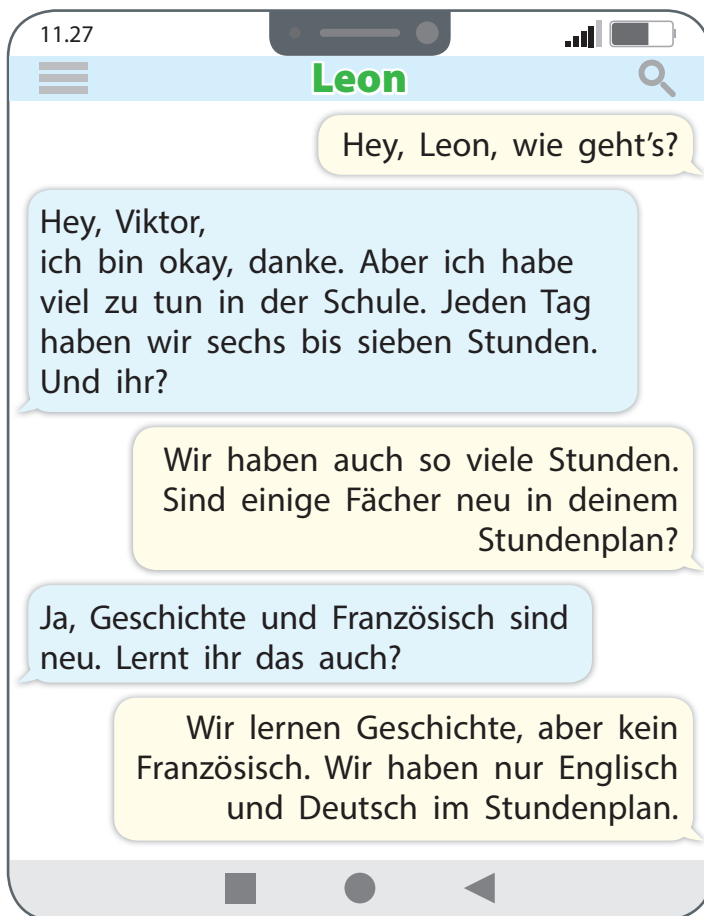 11.27
Leon
Hey, Leon, wie geht's?
Hey, Viktor,
ich bin okay, danke. Aber ich habe
viel zu tun in der Schule. Jeden Tag
haben wir sechs bis sieben Stunden.
Und ihr?
Wir haben auch so viele Stunden.
Sind einige Fächer neu in deinem
Stundenplan?
Ja, Geschichte und Französisch sind
neu. Lernt ihr das auch?
Wir lernen Geschichte, aber kein
Französisch. Wir haben nur Englisch
und Deutsch im Stundenplan.